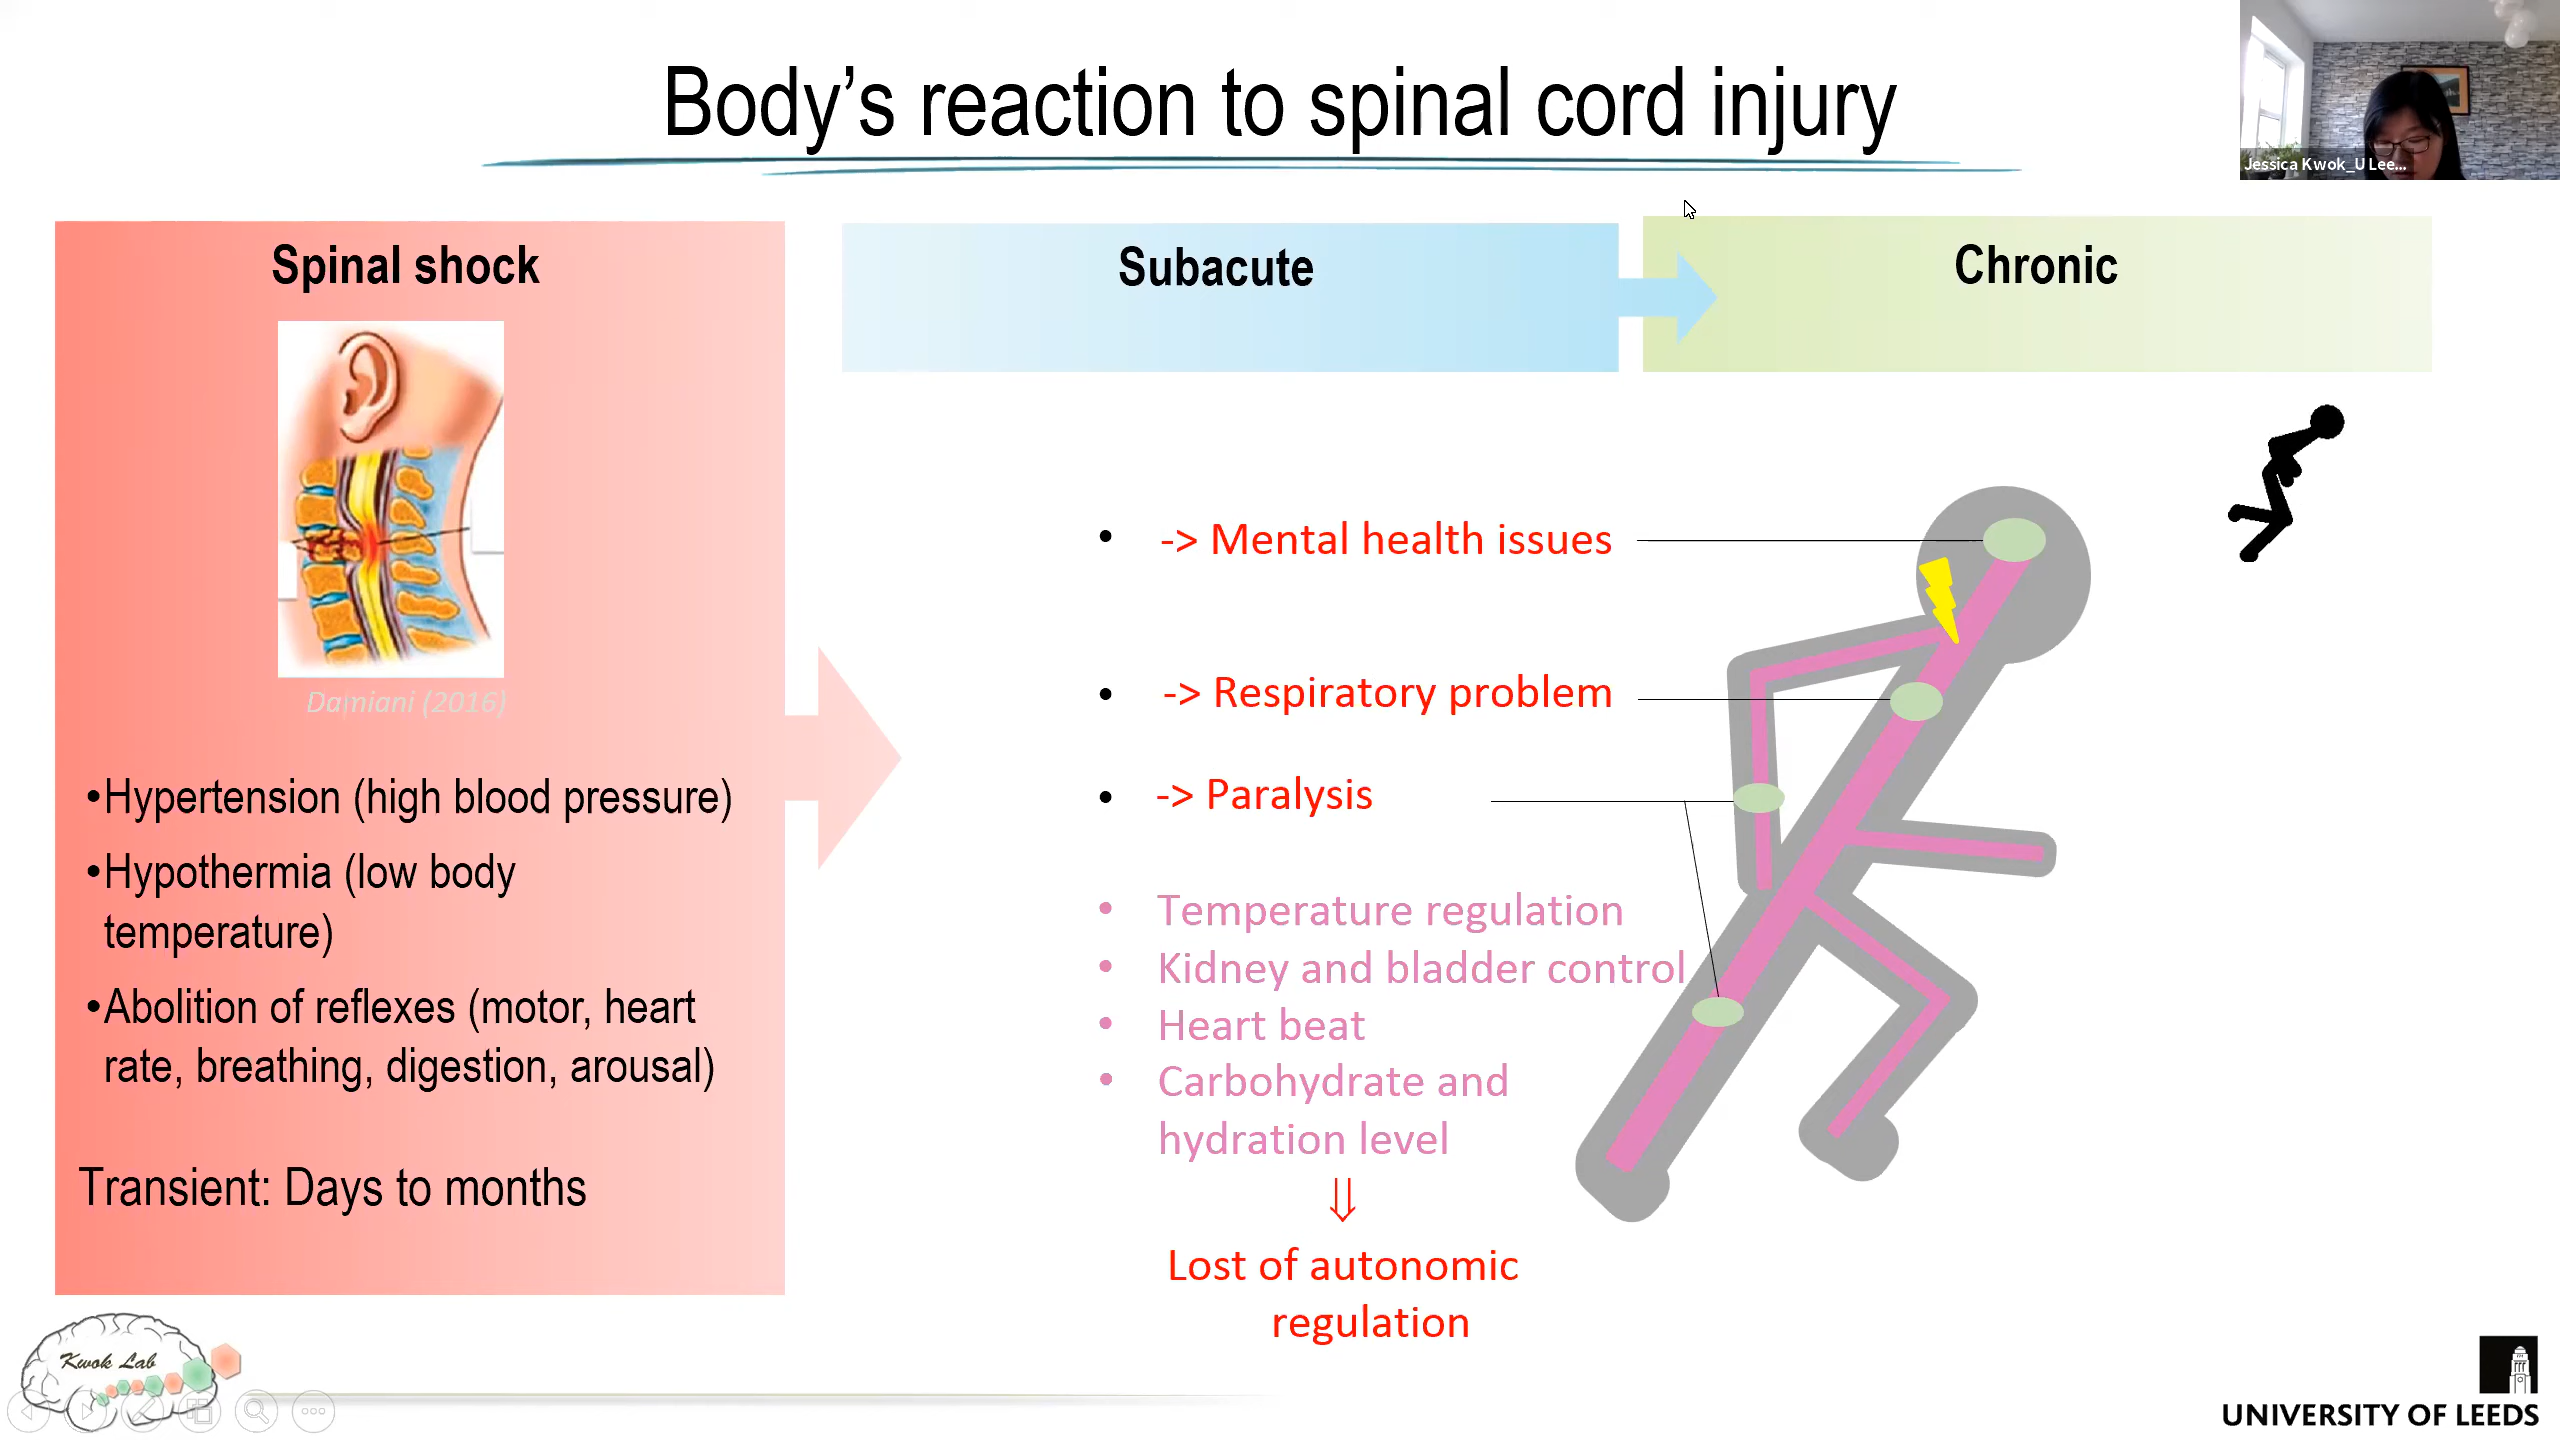 Body’s reaction to spinal cord injury
Jessica Kwok_U Lee...
Spinal shock
Damiani (2016)
•Hypertension (high blood pressure)
•Hypothermia (low body
temperature)
•Abolition of reflexes (motor, heart
rate, breathing, digestion, arousal)
Transient: Days to months
Subacute
Chronic
• -> Mental health issues
• -> Respiratory problem
• -> Paralysis
• Temperature regulation
• Kidney and bladder control
• Heart beat
• Carbohydrate and
hydration level
⇓
Lost of autonomic
regulation
Kwok Lab
UNIVERSITY OF LEEDS